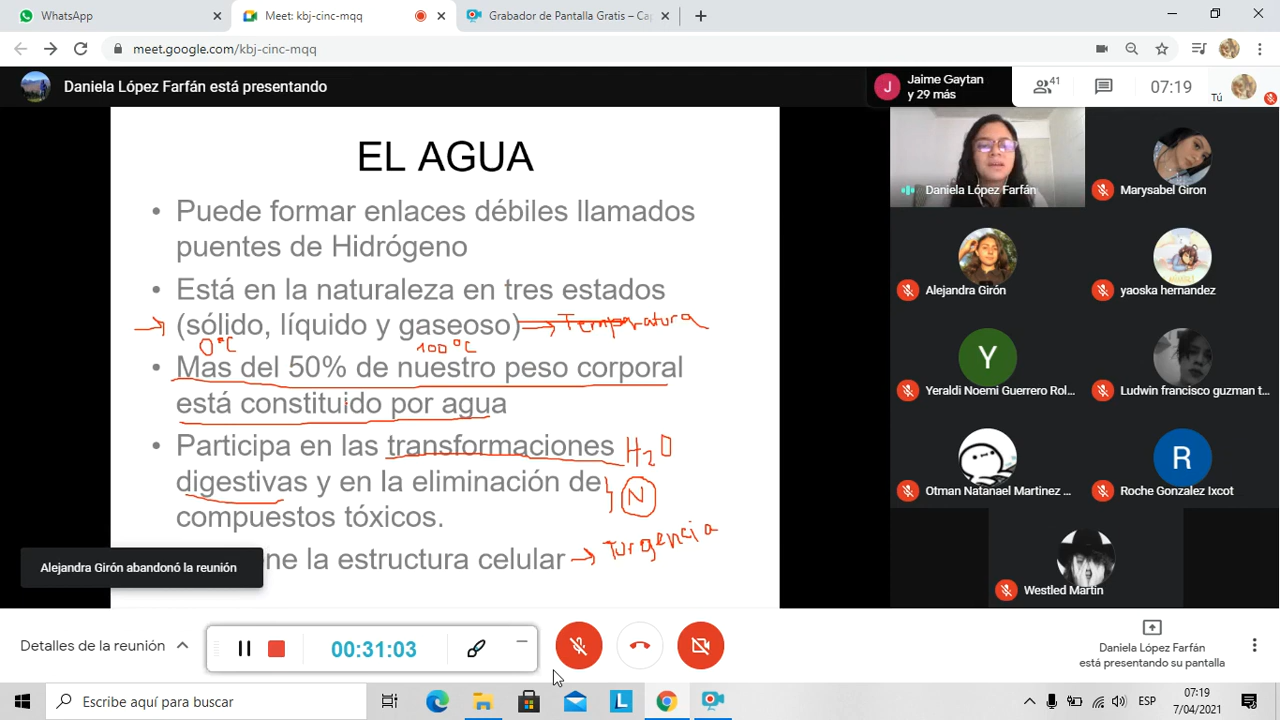 WhatsApp
Meet: kbj-cinc-mqq
Grabador de Pantalla Gratis – Ca
meet.google.com/kbj-cinc-mqq
Daniela López Farfán está presentando
J
Jaime Gaytan
y 29 más
41
07:19
Tú
EL AGUA
• Puede formar enlaces débiles llamados
puentes de Hidrógeno
• Está en la naturaleza en tres estados
(sólido, líquido y gaseoso) → Temperatura
0°C 100°C
• Mas del 50% de nuestro peso corporal
está constituido por agua
• Participa en las transformaciones H2O
digestivas y en la eliminación de N
compuestos tóxicos.
ne la estructura celular → Turgencia
Daniela López Farfán
Marysabel Giron
Alejandra Girón
yaoska hernandez
Y
Yeraldi Noemi Guerrero Rol...
Ludwin francisco guzman t...
Otman Natanael Martinez ...
R
Roche Gonzalez Ixcot
Westled Martin
Alejandra Girón abandonó la reunión
Detalles de la reunión
00:31:03
Daniela López Farfán
está presentando su pantalla
Escribe aquí para buscar
L
ESP
07:19
7/04/2021